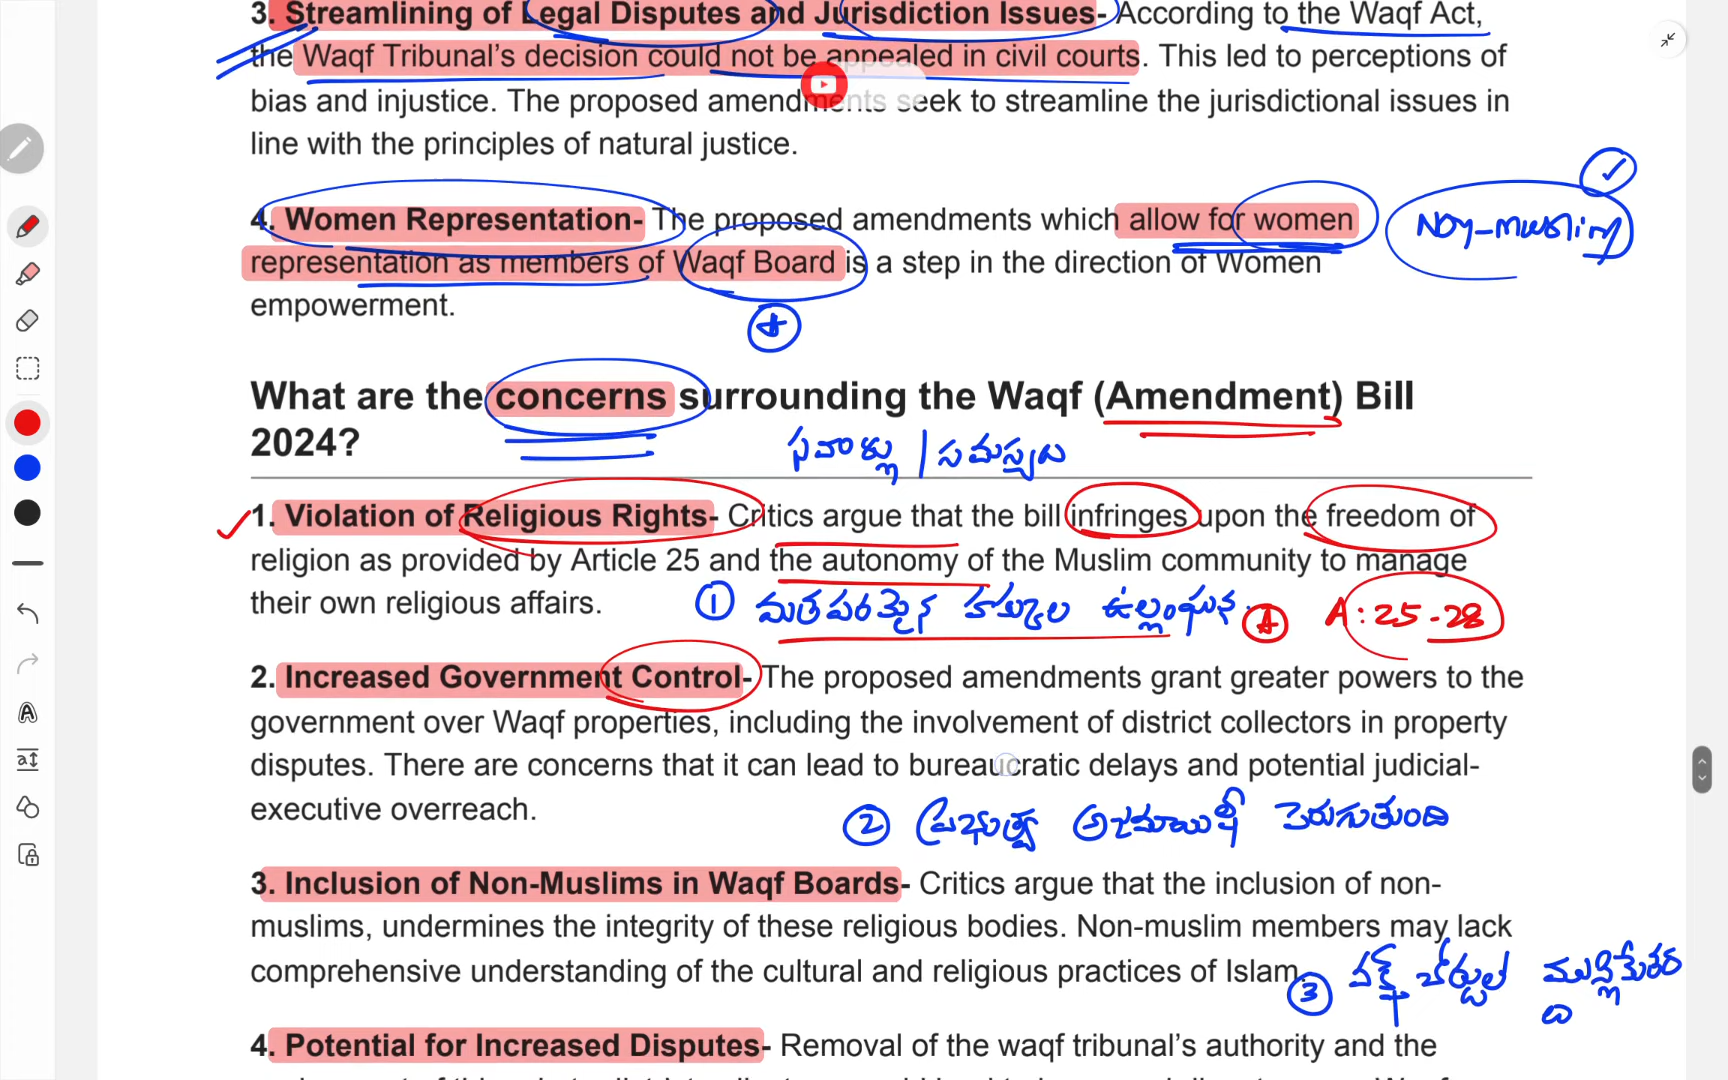 3. Streamlining of Legal Disputes and Jurisdiction Issues- According to the Waqf Act,
the Waqf Tribunal's decision could not be appealed in civil courts. This led to perceptions of
bias and injustice. The proposed amendments seek to streamline the jurisdictional issues in
line with the principles of natural justice.
4. Women Representation- The proposed amendments which allow for women
Non-muslim
representation as members of Waqf Board is a step in the direction of Women
empowerment.
What are the concerns surrounding the Waqf (Amendment) Bill
2024?
సవాళ్లు / సమస్యలు
1. Violation of Religious Rights- Critics argue that the bill infringes upon the freedom of
religion as provided by Article 25 and the autonomy of the Muslim community to manage
their own religious affairs.
① మతపరమైన హక్కుల ఉల్లంఘన.
A: 25-28
2. Increased Government Control- The proposed amendments grant greater powers to the
government over Waqf properties, including the involvement of district collectors in property
disputes. There are concerns that it can lead to bureaucratic delays and potential judicial-
executive overreach.
② ప్రభుత్వ అజమాయిషీ పెరుగుతుంది
3. Inclusion of Non-Muslims in Waqf Boards- Critics argue that the inclusion of non-
muslims, undermines the integrity of these religious bodies. Non-muslim members may lack
comprehensive understanding of the cultural and religious practices of Islam.
③ వక్ఫ్ బోర్డుల ముస్లిమేతర
4. Potential for Increased Disputes- Removal of the waqf tribunal's authority and the